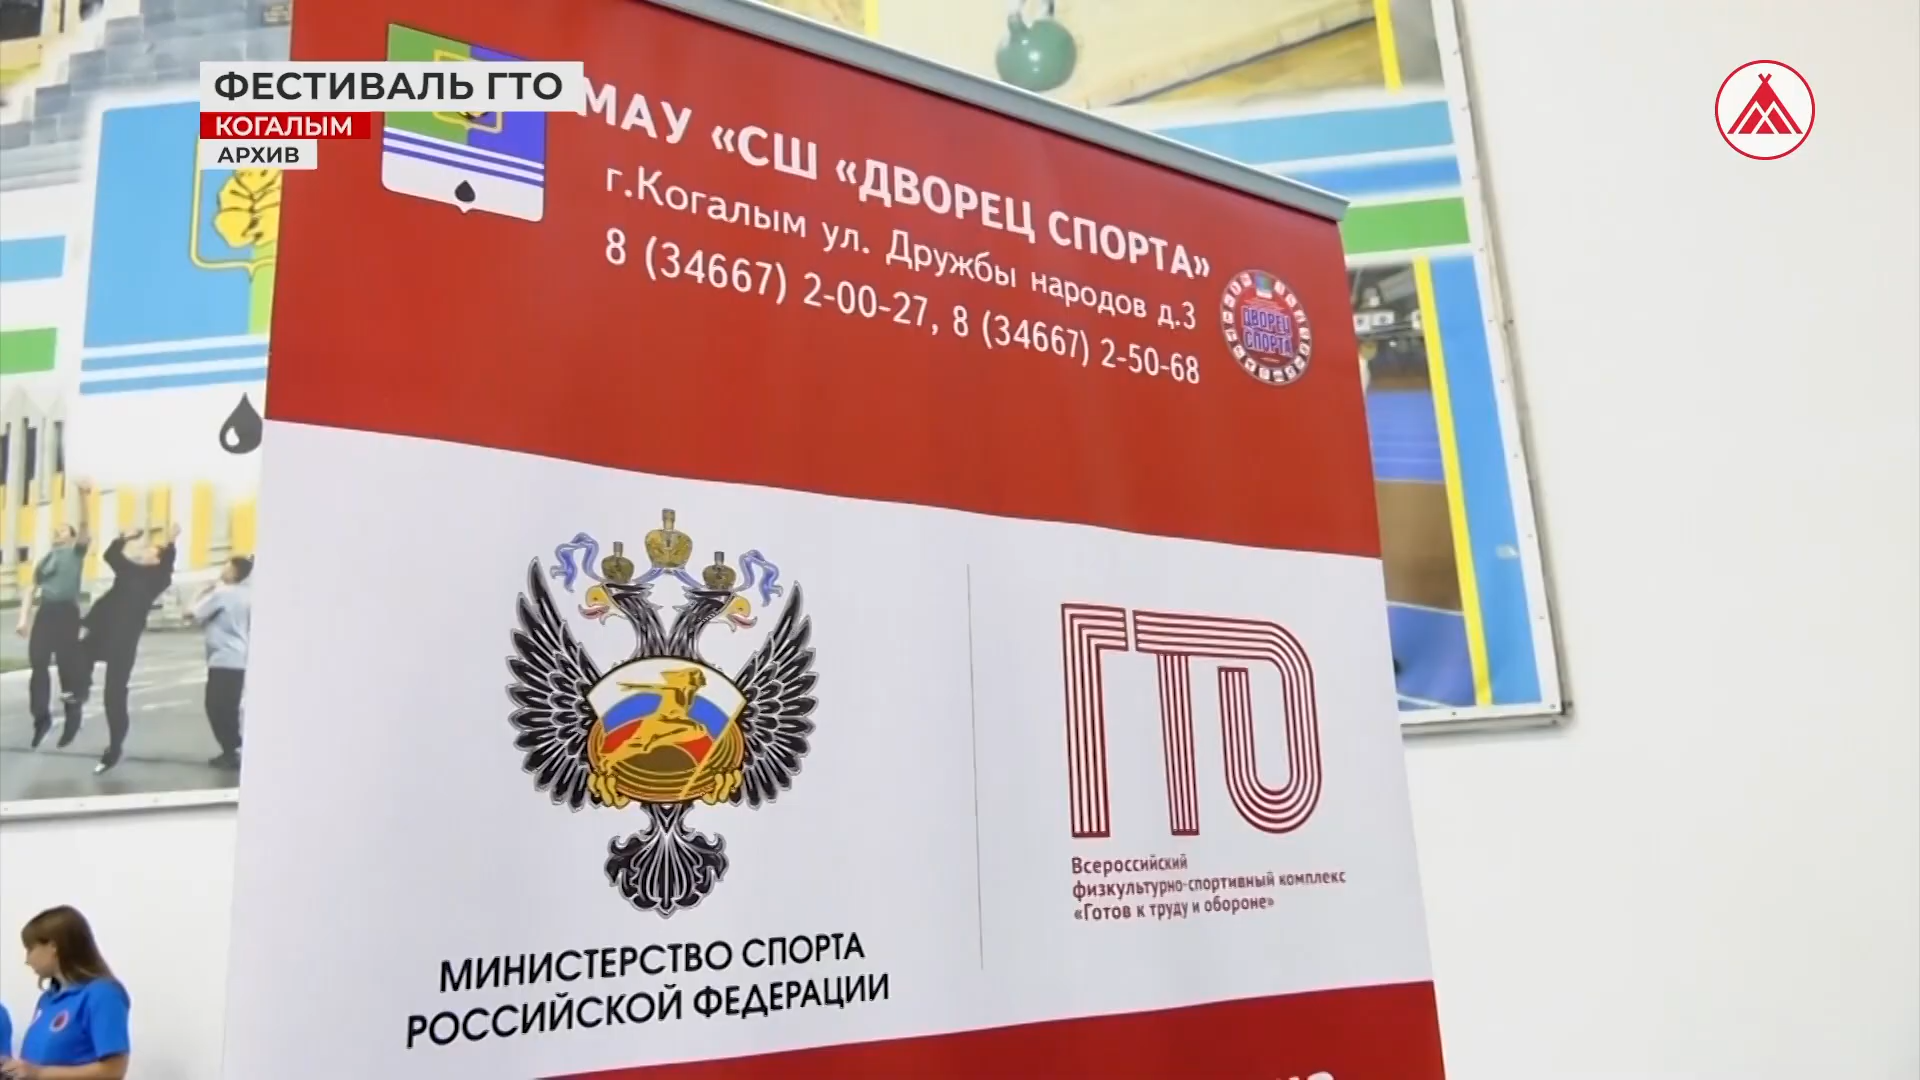 ФЕСТИВАЛЬ ГТО
КОГАЛЫМ
АРХИВ
МАУ «СШ «ДВОРЕЦ СПОРТА»
г.Когалым ул. Дружбы народов д.3
8 (34667) 2-00-27, 8 (34667) 2-50-68
ДВОРЕЦ
СПОРТА
ГТО
Всероссийский
физкультурно-спортивный комплекс
«Готов к труду и обороне»
МИНИСТЕРСТВО СПОРТА
РОССИЙСКОЙ ФЕДЕРАЦИИ